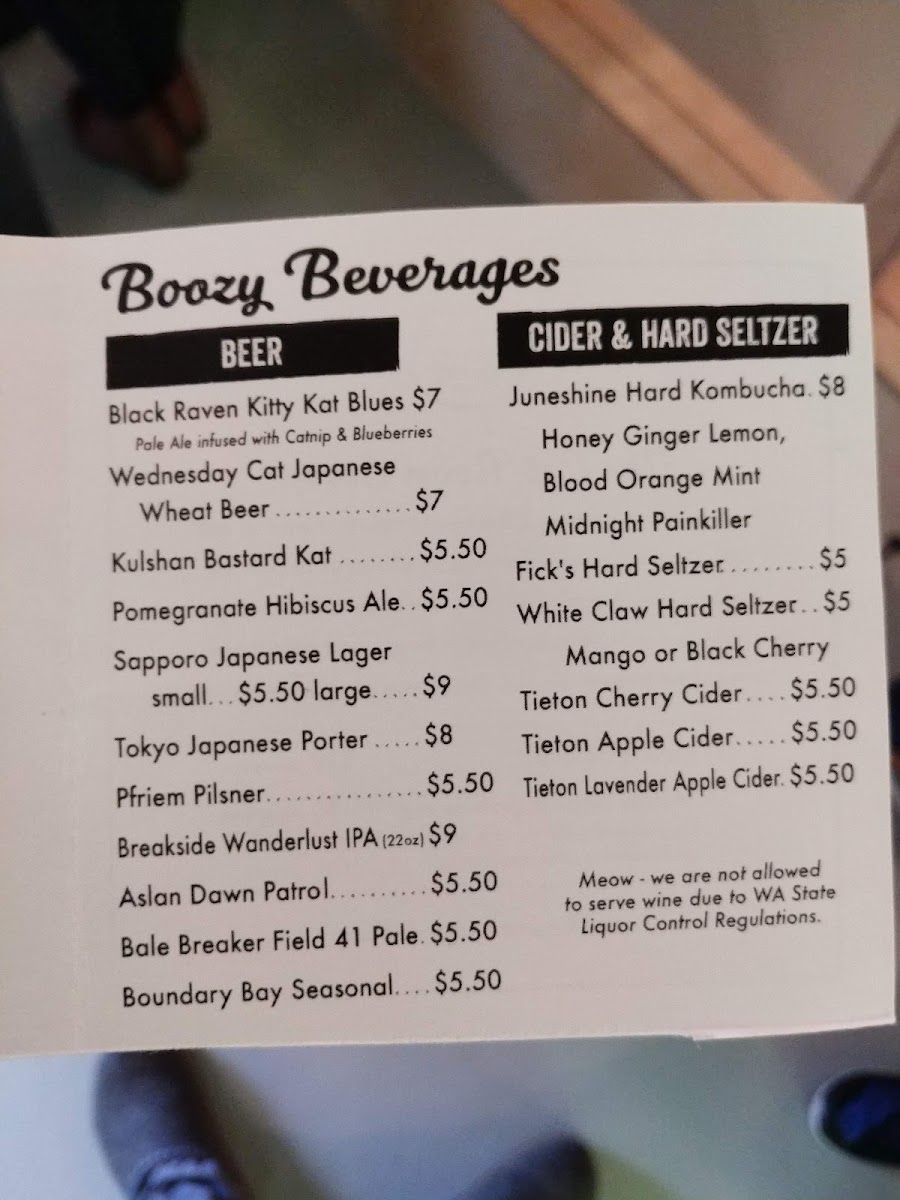 Boozy Beverages
BEER
Black Raven Kitty Kat Blues $7
Pale Ale infused with Catnip & Blueberries
Wednesday Cat Japanese
Wheat Beer..............$7
Kulshan Bastard Kat ........$5.50
Pomegranate Hibiscus Ale..$5.50
Sapporo Japanese Lager
small...$5.50 large.....$9
Tokyo Japanese Porter .....$8
Pfriem Pilsner................$5.50
Breakside Wanderlust IPA (22oz) $9
Aslan Dawn Patrol..........$5.50
Bale Breaker Field 41 Pale.$5.50
Boundary Bay Seasonal....$5.50
CIDER & HARD SELTZER
Juneshine Hard Kombucha.$8
Honey Ginger Lemon,
Blood Orange Mint
Midnight Painkiller
Fick's Hard Seltzer.........$5
White Claw Hard Seltzer..$5
Mango or Black Cherry
Tieton Cherry Cider....$5.50
Tieton Apple Cider.....$5.50
Tieton Lavender Apple Cider.$5.50
Meow - we are not allowed
to serve wine due to WA State
Liquor Control Regulations.